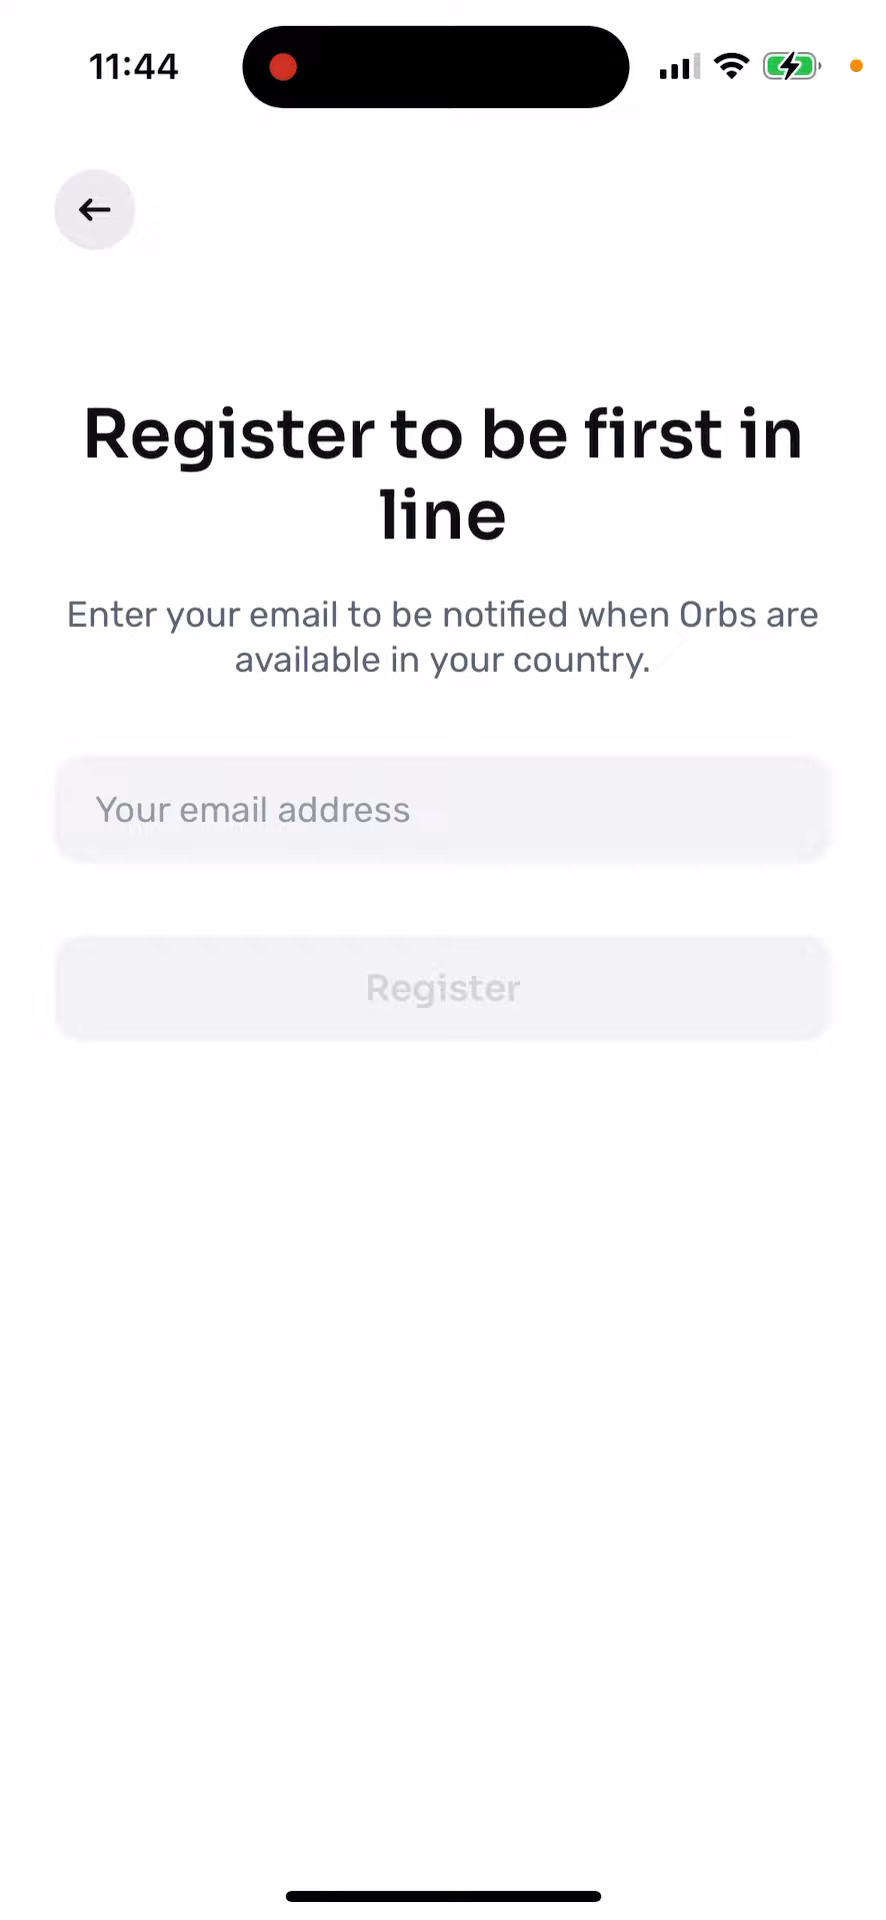 11:44
Register to be first in
line
Enter your email to be notified when Orbs are
available in your country.
Your email address
Register